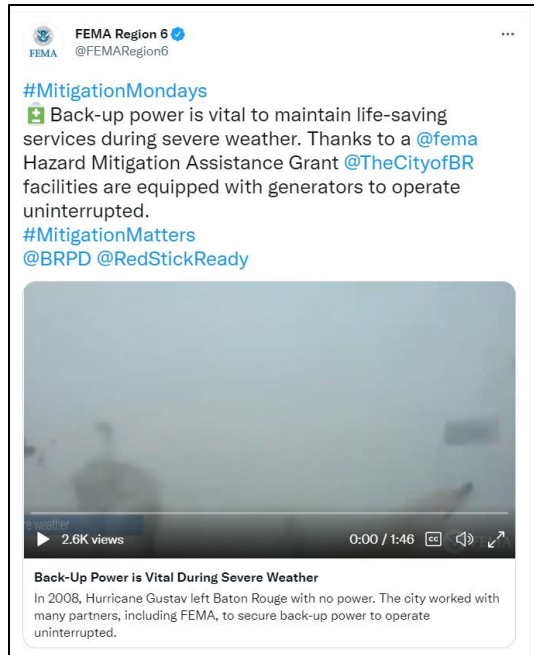 FEMA Region 6
FEMA
@FEMARegion6
#MitigationMondays
Back-up power is vital to maintain life-saving
services during severe weather. Thanks to a @fema
Hazard Mitigation Assistance Grant @TheCityofBR
facilities are equipped with generators to operate
uninterrupted.
#MitigationMatters
@BRPD @RedStickReady
re weather
2.6K views
0:00 / 1:46
CC
FEMA
Back-Up Power is Vital During Severe Weather
In 2008, Hurricane Gustav left Baton Rouge with no power. The city worked with
many partners, including FEMA, to secure back-up power to operate
uninterrupted.